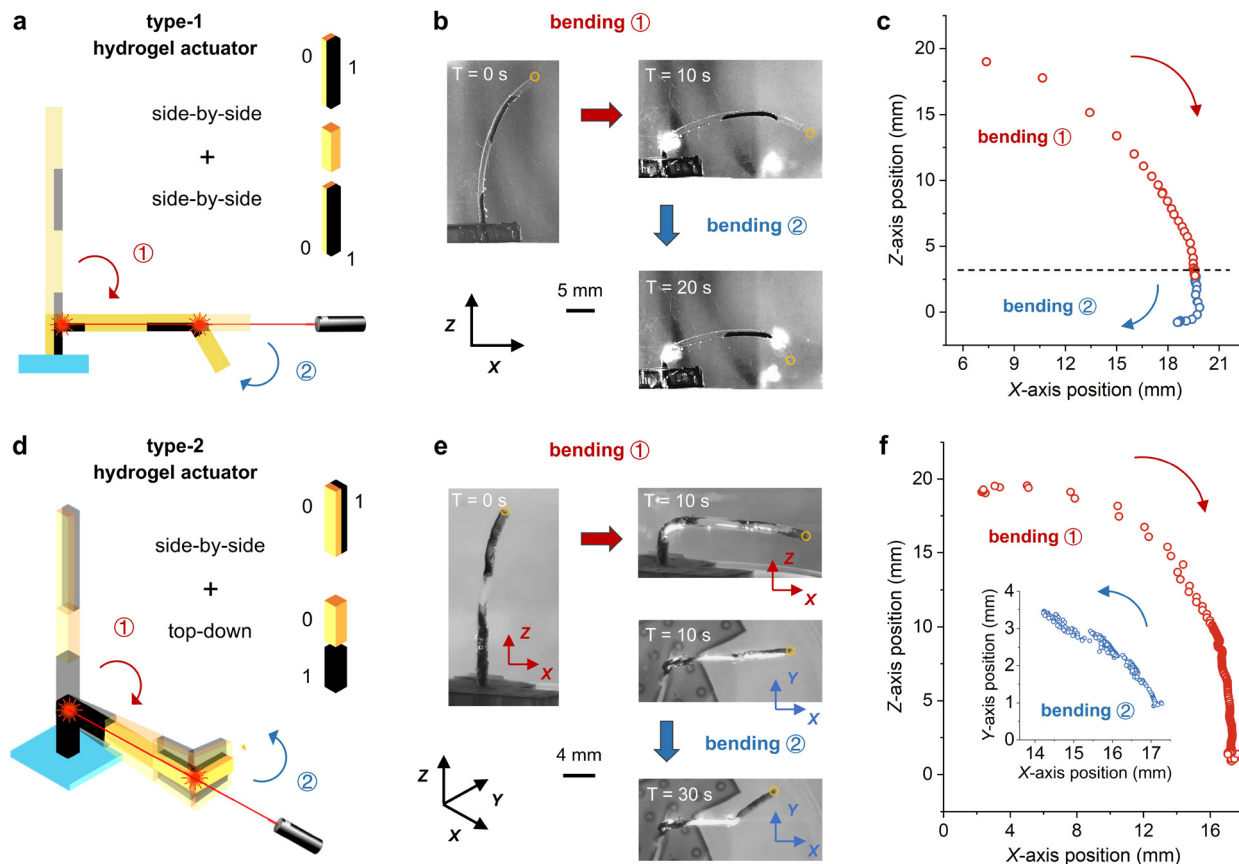 a
type-1
hydrogel actuator
0
1
side-by-side
+
side-by-side
0
1
①
②
b
bending ①
T = 0 s
T = 10 s
bending ②
T = 20 s
5 mm
Z
X
c
20
15
10
5
0
Z-axis position (mm)
bending ①
bending ②
6 9 12 15 18 21
X-axis position (mm)
d
type-2
hydrogel actuator
0
1
side-by-side
+
top-down
0
1
①
②
e
bending ①
T = 0 s
Z
X
T = 10 s
Z
X
T = 10 s
Y
X
bending ②
T = 30 s
Y
X
4 mm
Z
Y
X
f
20
15
10
5
0
Z-axis position (mm)
bending ①
4
3
2
1
0
Y-axis position (mm)
bending ②
14 15 16 17
X-axis position (mm)
0 4 8 12 16
X-axis position (mm)